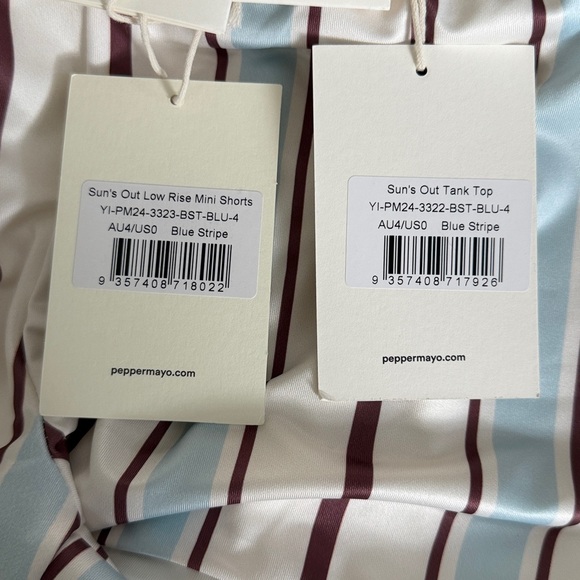 Sun's Out Low Rise Mini Shorts
YI-PM24-3323-BST-BLU-4
AU4/US0 Blue Stripe
9 357408 718022
peppermayo.com
Sun's Out Tank Top
YI-PM24-3322-BST-BLU-4
AU4/US0 Blue Stripe
9 357408 717926
peppermayo.com